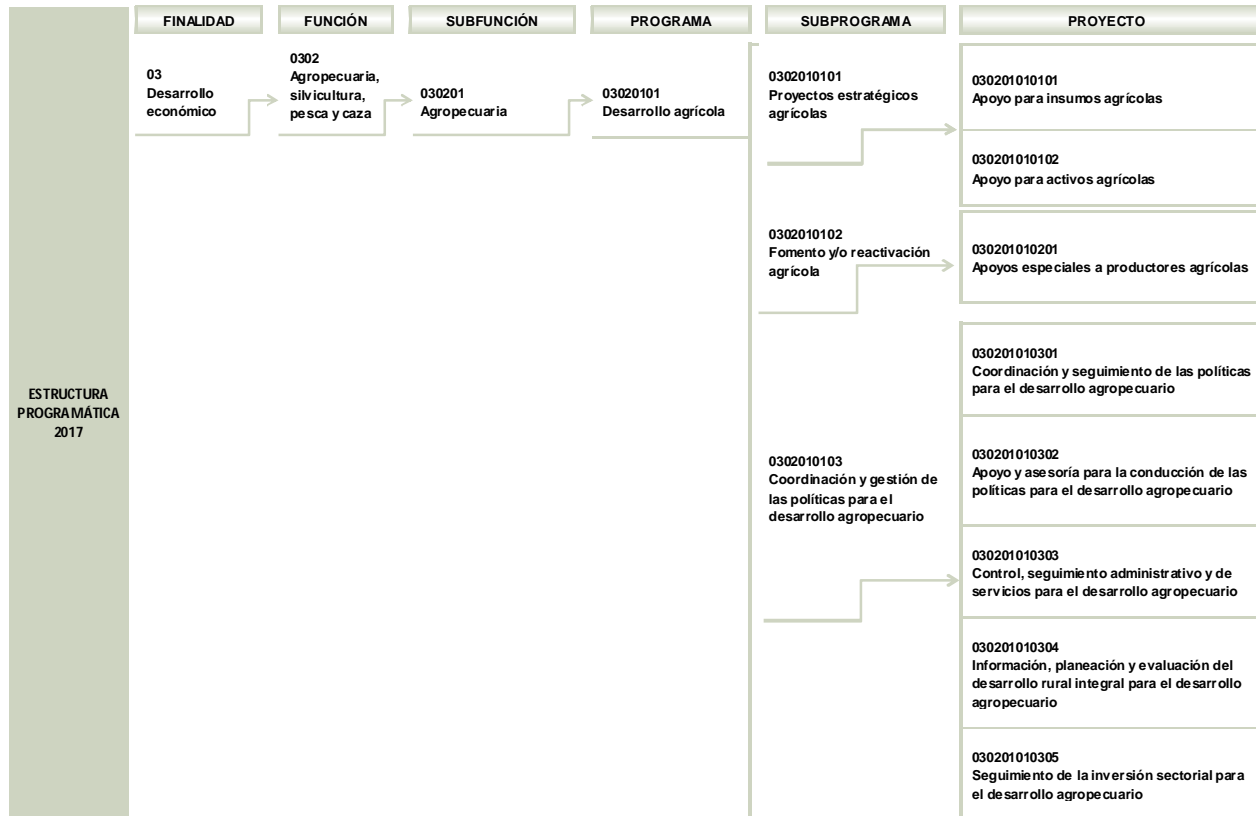 FINALIDAD
FUNCIÓN
SUBFUNCIÓN
PROGRAMA
SUBPROGRAMA
PROYECTO
ESTRUCTURA
PROGRAMÁTICA
2017
03
Desarrollo
económico
0302
Agropecuaria,
silvicultura,
pesca y caza
030201
Agropecuaria
03020101
Desarrollo agrícola
0302010101
Proyectos estratégicos
agrícolas
030201010101
Apoyo para insumos agrícolas
030201010102
Apoyo para activos agrícolas
0302010102
Fomento y/o reactivación
agrícola
030201010201
Apoyos especiales a productores agrícolas
0302010103
Coordinación y gestión de
las políticas para el
desarrollo agropecuario
030201010301
Coordinación y seguimiento de las políticas
para el desarrollo agropecuario
030201010302
Apoyo y asesoría para la conducción de las
políticas para el desarrollo agropecuario
030201010303
Control, seguimiento administrativo y de
servicios para el desarrollo agropecuario
030201010304
Información, planeación y evaluación del
desarrollo rural integral para el desarrollo
agropecuario
030201010305
Seguimiento de la inversión sectorial para
el desarrollo agropecuario